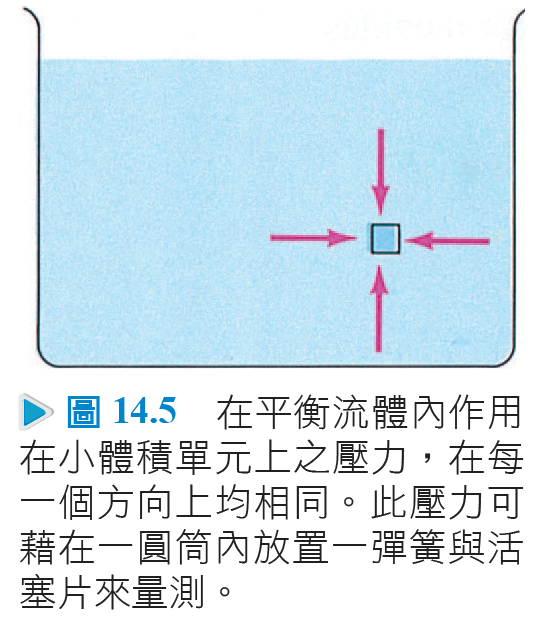 圖 14.5 在平衡流體內作用
在小體積單元上之壓力，在每
一個方向上均相同。此壓力可
藉在一圓筒內放置一彈簧與活
塞片來量測。